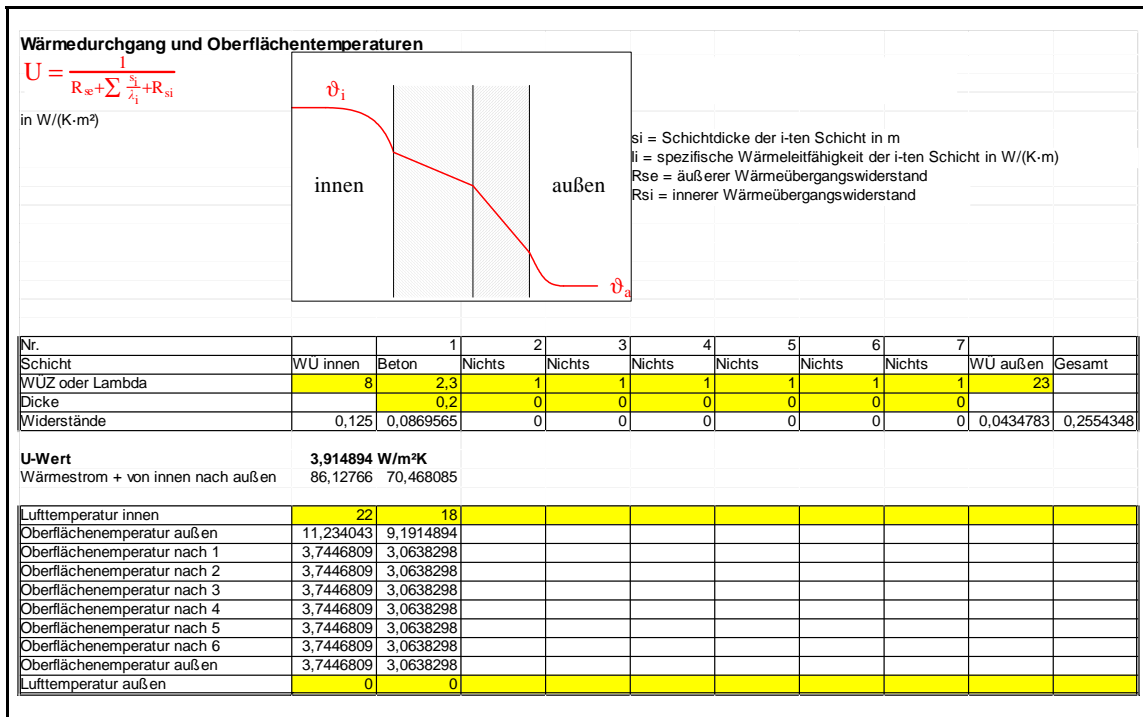 Wärmedurchgang und Oberflächentemperaturen
U = 1 / (Rse+∑ si/λi +Rsi)
in W/(K·m²)
ϑi
innen
außen
ϑa
si = Schichtdicke der i-ten Schicht in m
li = spezifische Wärmeleitfähigkeit der i-ten Schicht in W/(K·m)
Rse = äußerer Wärmeübergangswiderstand
Rsi = innerer Wärmeübergangswiderstand
Nr. 1 2 3 4 5 6 7
Schicht WÜ innen Beton Nichts Nichts Nichts Nichts Nichts Nichts WÜ außen Gesamt
WÜZ oder Lambda 8 2,3 1 1 1 1 1 1 23
Dicke 0,2 0 0 0 0 0 0
Widerstände 0,125 0,0869565 0 0 0 0 0 0 0,0434783 0,2554348
U-Wert 3,914894 W/m²K
Wärmestrom + von innen nach außen 86,12766 70,468085
Lufttemperatur innen 22 18
Oberflächenemperatur außen 11,234043 9,1914894
Oberflächenemperatur nach 1 3,7446809 3,0638298
Oberflächenemperatur nach 2 3,7446809 3,0638298
Oberflächenemperatur nach 3 3,7446809 3,0638298
Oberflächenemperatur nach 4 3,7446809 3,0638298
Oberflächenemperatur nach 5 3,7446809 3,0638298
Oberflächenemperatur nach 6 3,7446809 3,0638298
Oberflächenemperatur außen 3,7446809 3,0638298
Lufttemperatur außen 0 0